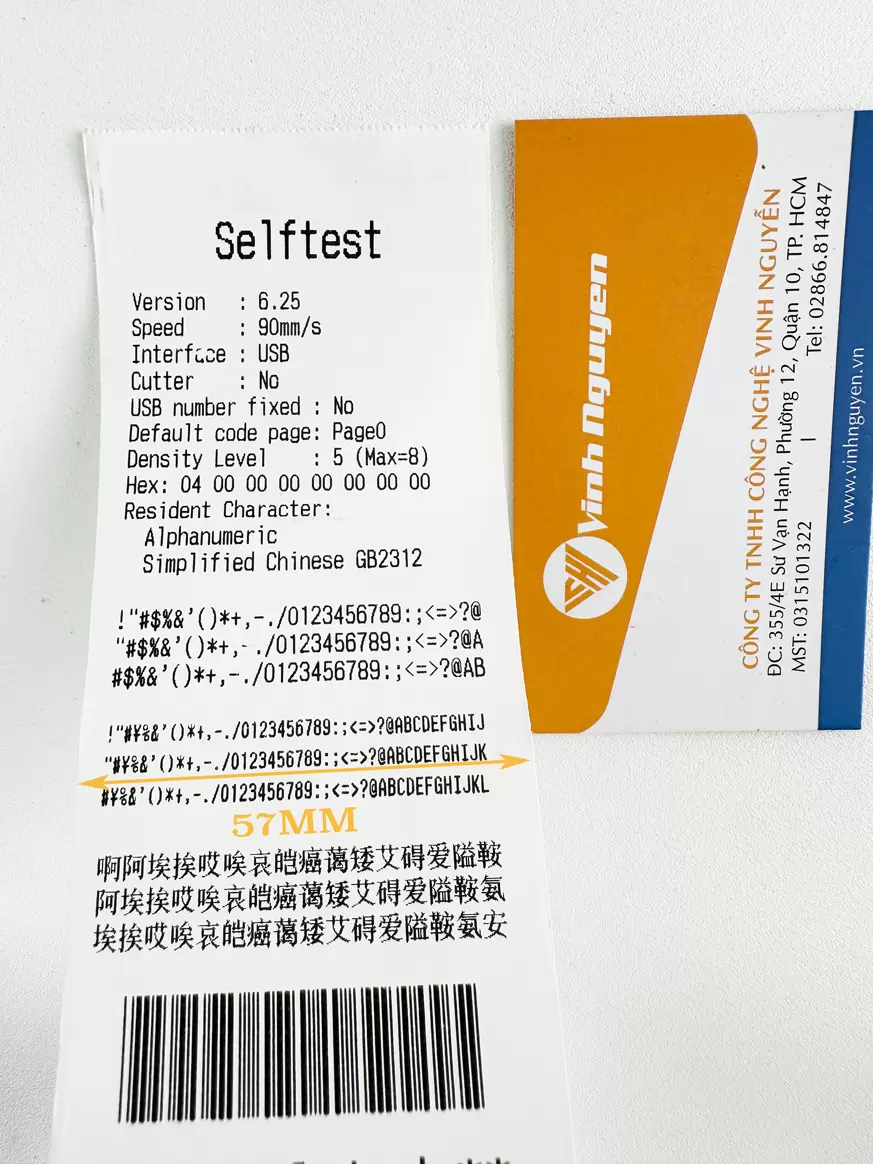 Selftest
Version : 6.25
Speed : 90mm/s
Interface : USB
Cutter : No
USB number fixed : No
Default code page: Page0
Density Level : 5 (Max=8)
Hex: 04 00 00 00 00 00 00 00
Resident Character:
Alphanumeric
Simplified Chinese GB2312
!"#$%&'()*+,-./0123456789:;<=>?@
"#$%&'()*+,-./0123456789:;<=>?@A
#$%&'()*+,-./0123456789:;<=>?@AB
!"#¥%&'()*+,-./0123456789:;<=>?@ABCDEFGHIJ
"#¥%&'()*+,-./0123456789:;<=>?@ABCDEFGHIJK
#¥%&'()*+,-./0123456789:;<=>?@ABCDEFGHIJKL
57MM
啊阿埃挨哎唉哀皑癌蔼矮艾碍爱隘鞍
阿埃挨哎唉哀皑癌蔼矮艾碍爱隘鞍氨
埃挨哎唉哀皑癌蔼矮艾碍爱隘鞍氨安
Vinh Nguyen
CÔNG TY TNHH CÔNG NGHỆ VINH NGUYỄN
ĐC: 355/4E Sư Vạn Hạnh, Phường 12, Quận 10, TP. HCM
MST: 0315101322 | Tel: 02866.814847
www.vinhnguyen.vn